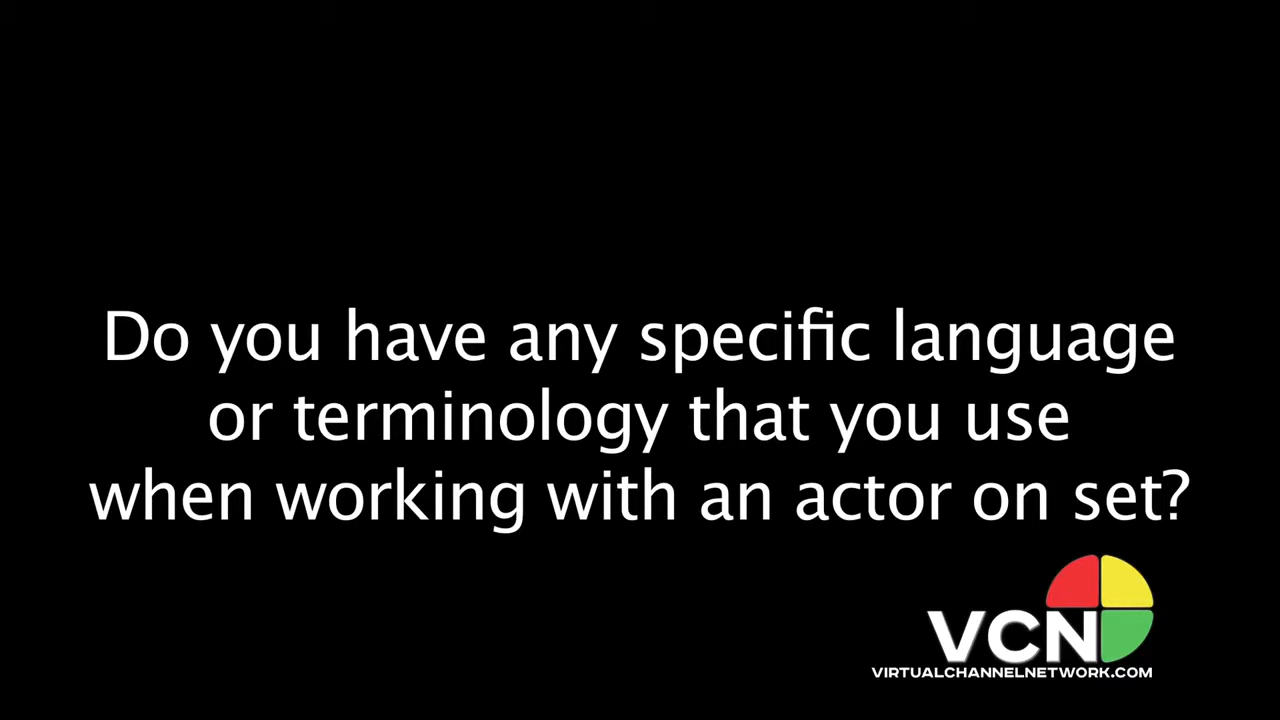 Do you have any specific language
or terminology that you use
when working with an actor on set?
VCN
VIRTUALCHANNELNETWORK.COM